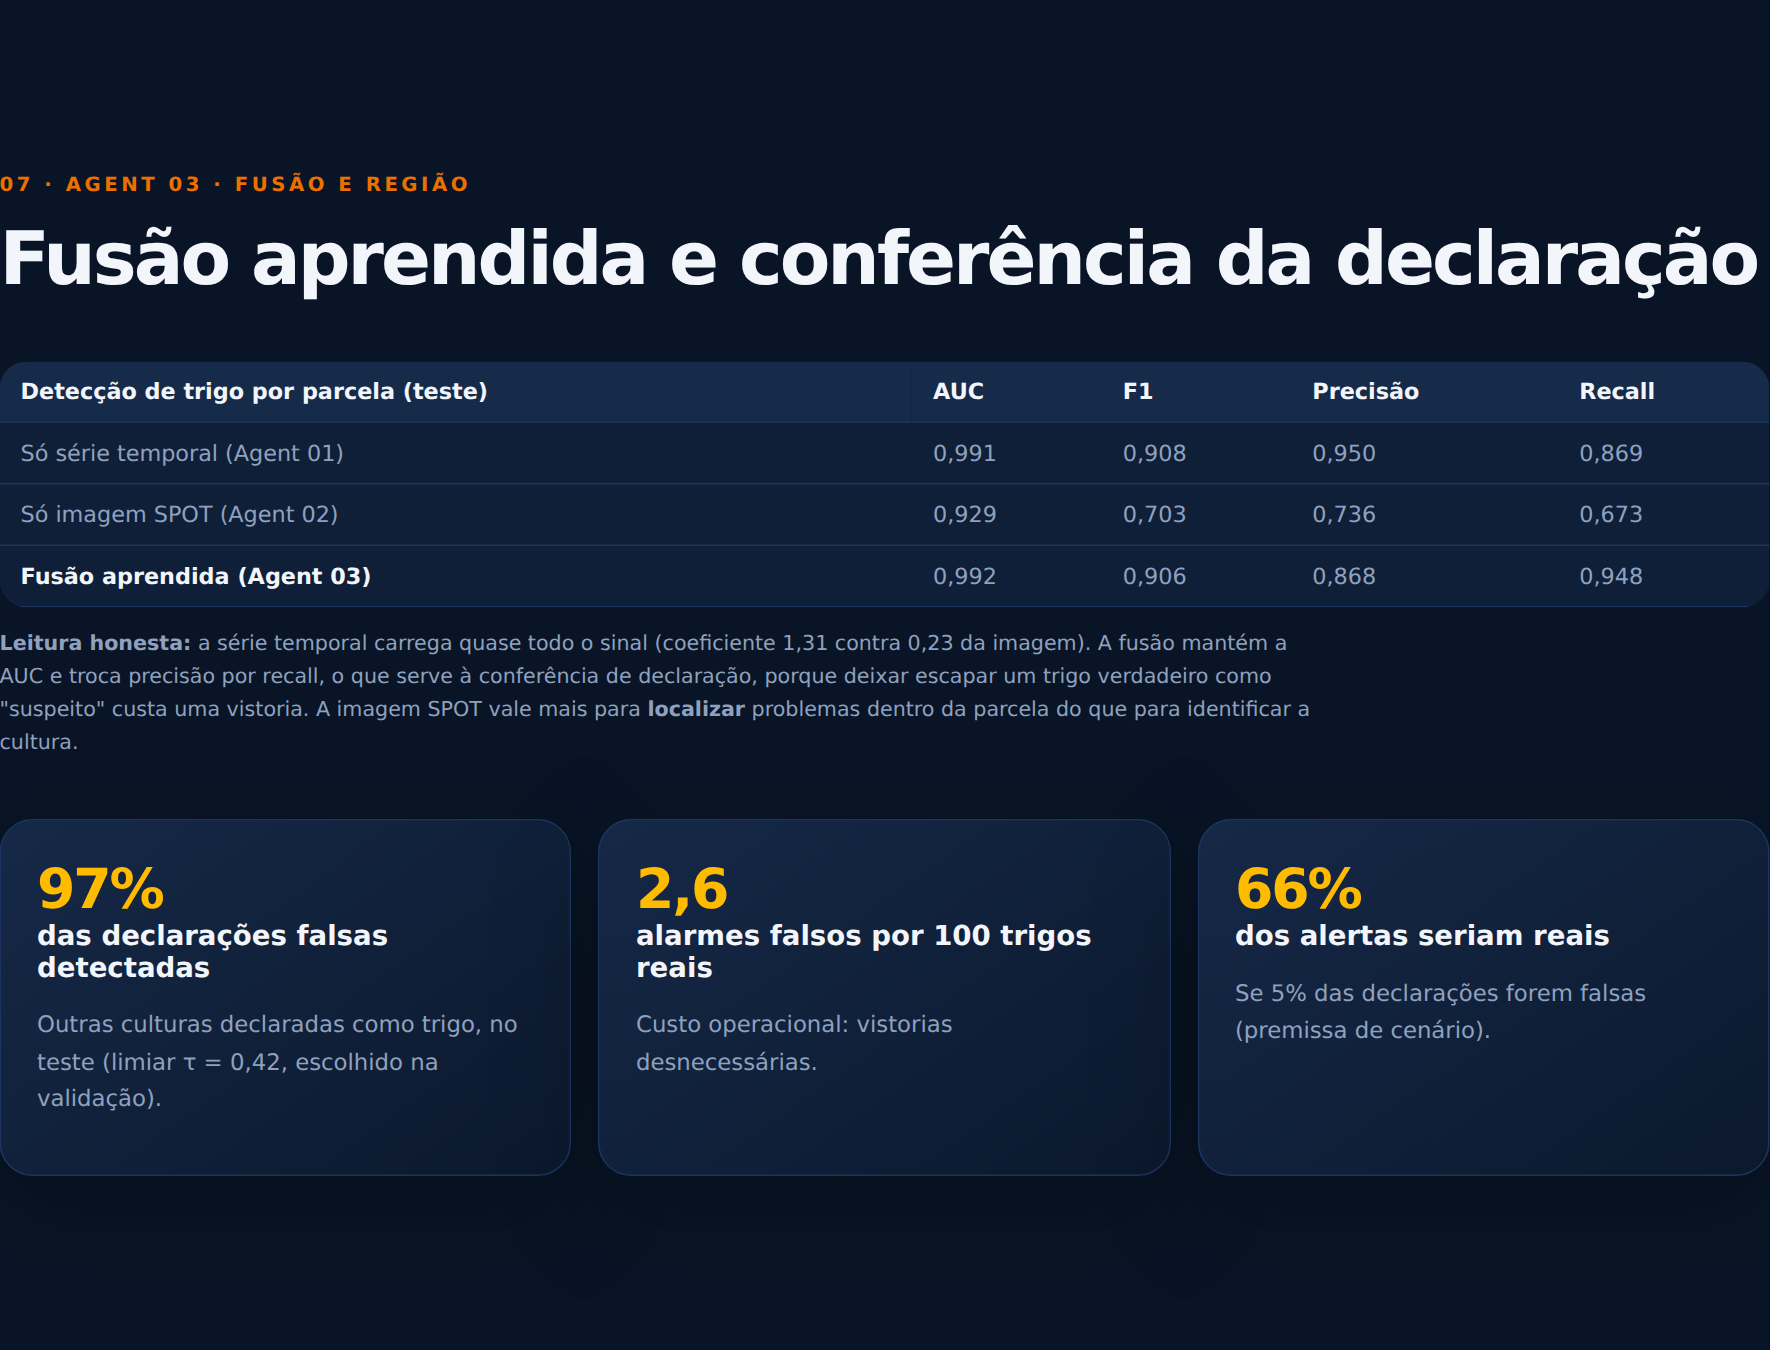 07 · AGENT 03 · FUSÃO E REGIÃO
Fusão aprendida e conferência da declaração
Detecção de trigo por parcela (teste) AUC F1 Precisão Recall
Só série temporal (Agent 01) 0,991 0,908 0,950 0,869
Só imagem SPOT (Agent 02) 0,929 0,703 0,736 0,673
Fusão aprendida (Agent 03) 0,992 0,906 0,868 0,948
Leitura honesta: a série temporal carrega quase todo o sinal (coeficiente 1,31 contra 0,23 da imagem). A fusão mantém a
AUC e troca precisão por recall, o que serve à conferência de declaração, porque deixar escapar um trigo verdadeiro como
"suspeito" custa uma vistoria. A imagem SPOT vale mais para localizar problemas dentro da parcela do que para identificar a
cultura.
97%
das declarações falsas
detectadas
Outras culturas declaradas como trigo, no
teste (limiar τ = 0,42, escolhido na
validação).
2,6
alarmes falsos por 100 trigos
reais
Custo operacional: vistorias
desnecessárias.
66%
dos alertas seriam reais
Se 5% das declarações forem falsas
(premissa de cenário).